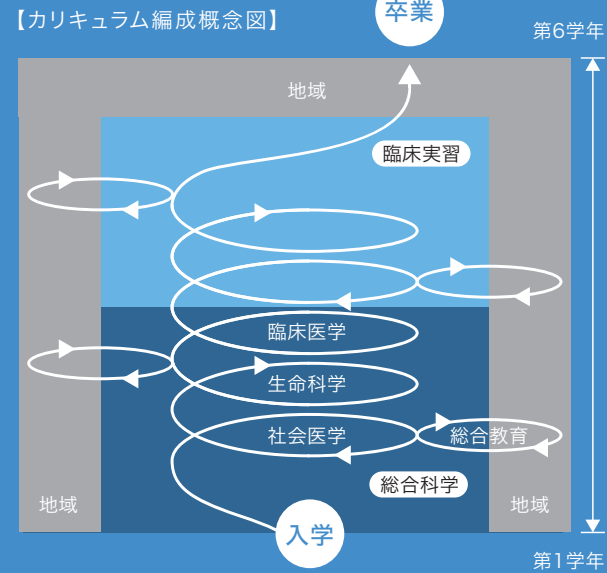 【カリキュラム編成概念図】
卒業
第6学年
地域
臨床実習
臨床医学
生命科学
社会医学
総合教育
総合科学
地域
地域
入学
第1学年